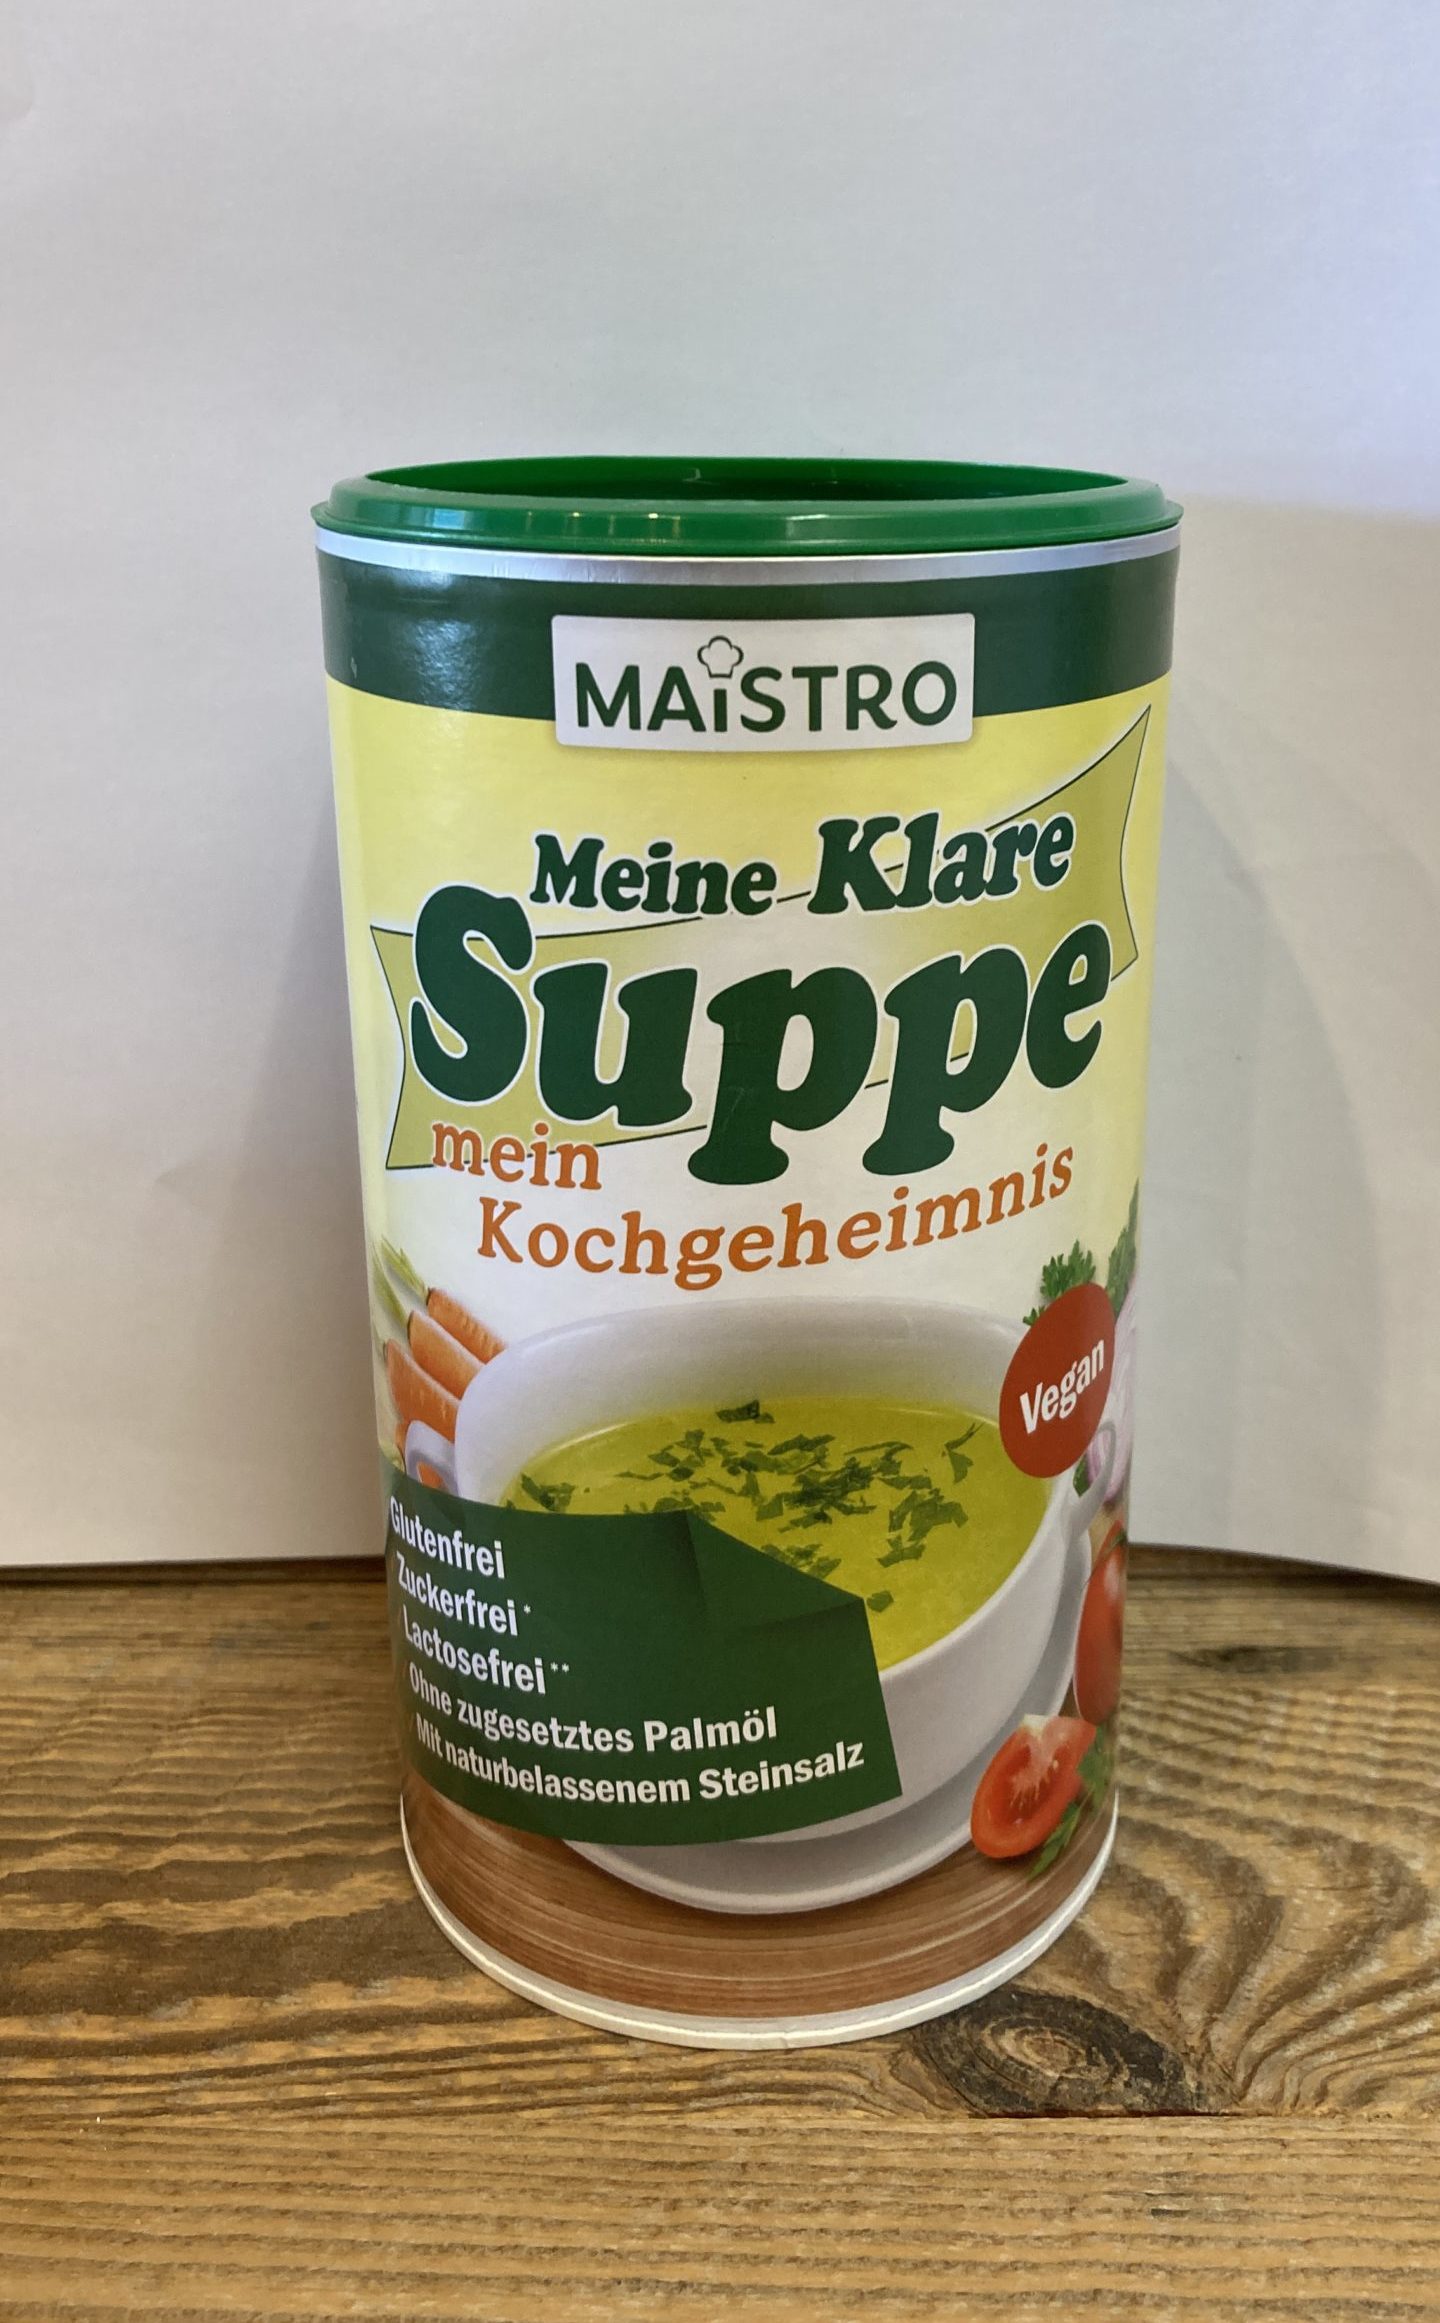 MAiSTRO
Meine Klare
Suppe
mein
Kochgeheimnis
Vegan
Glutenfrei
Zuckerfrei*
Lactosefrei**
Ohne zugesetztes Palmöl
Mit naturbelassenem Steinsalz